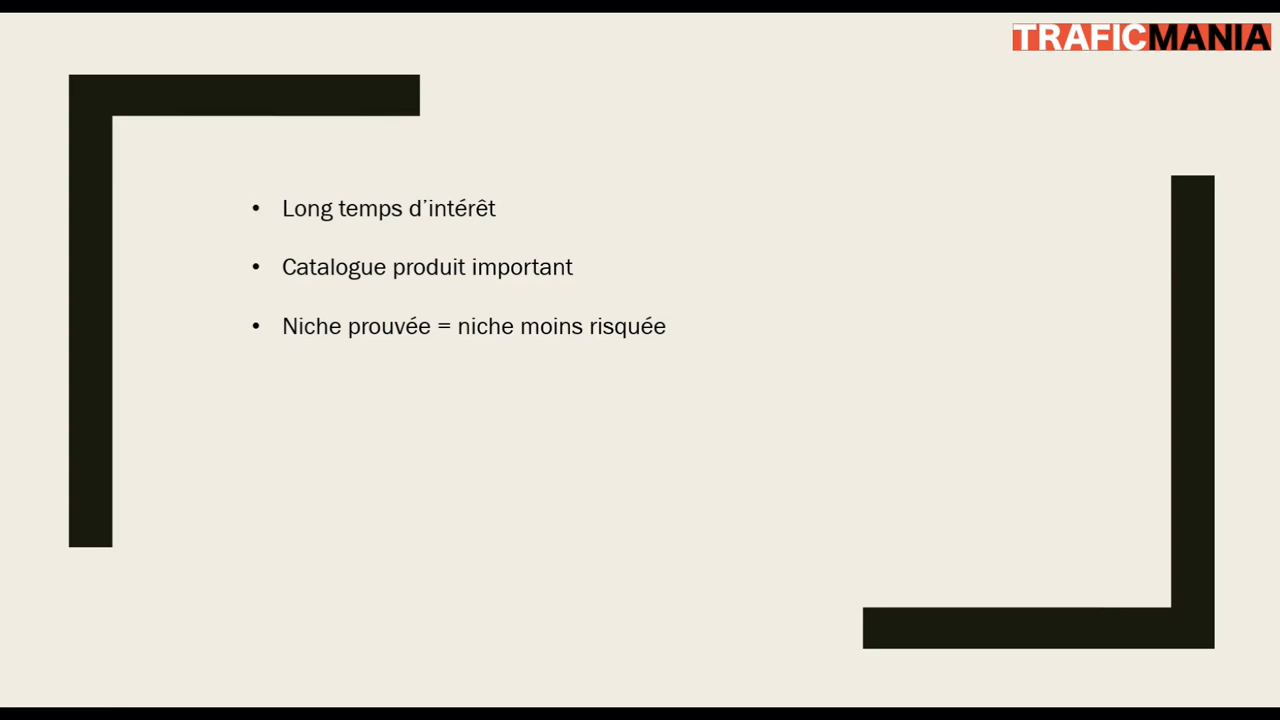 TRAFICMANIA
• Long temps d’intérêt
• Catalogue produit important
• Niche prouvée = niche moins risquée